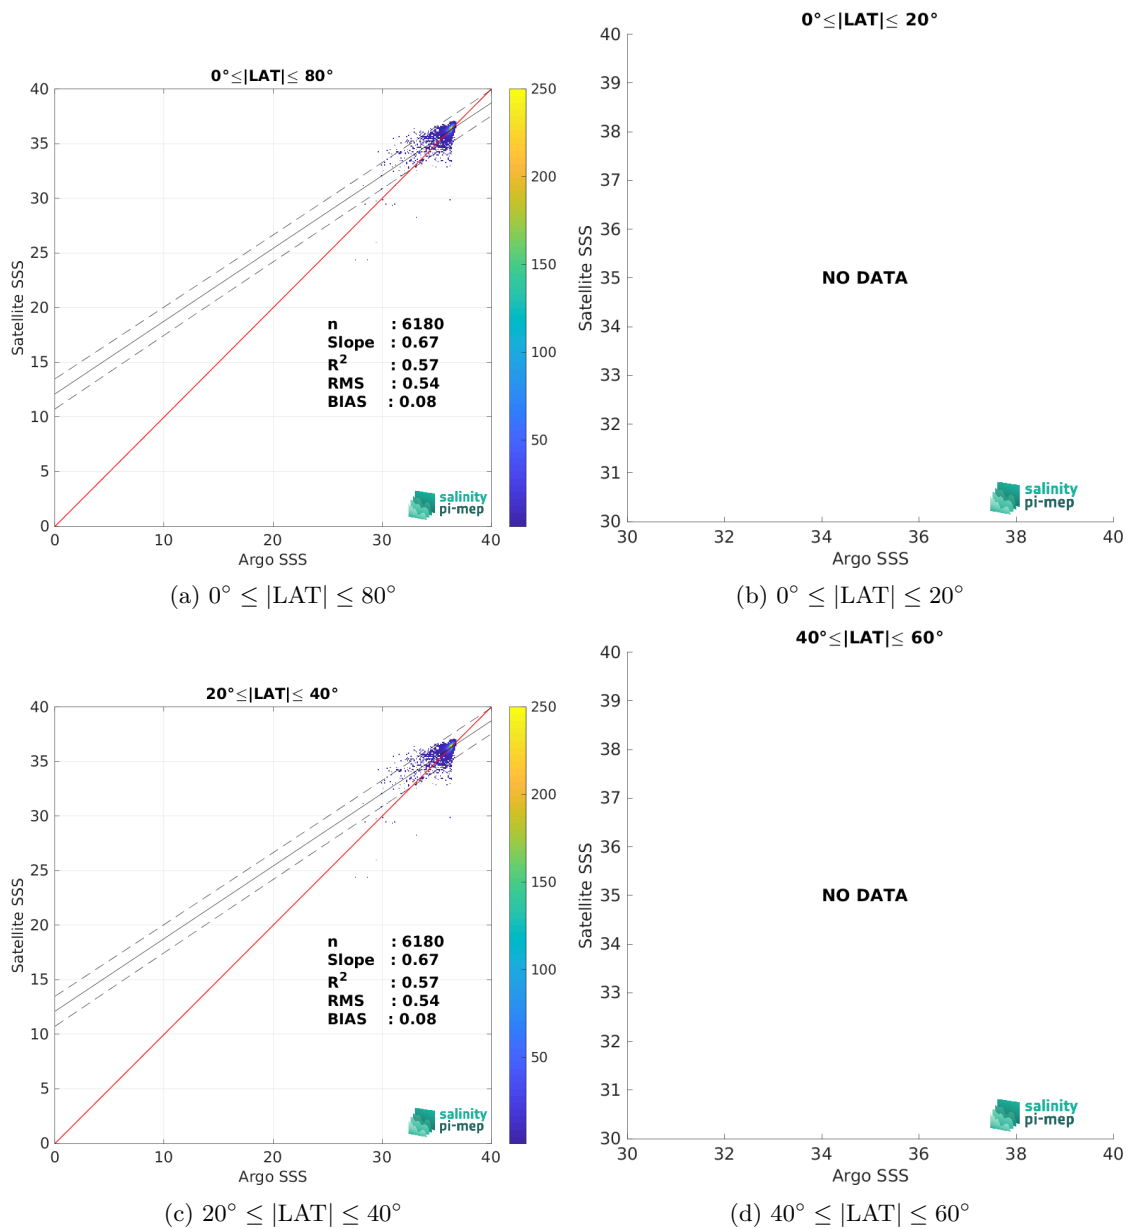 0°≤|LAT|≤ 80°
40
35
30
25
20
15
10
5
0
Satellite SSS
0
10
20
30
40
Argo SSS
250
200
150
100
50
n : 6180
Slope : 0.67
R² : 0.57
RMS : 0.54
BIAS : 0.08
salinity
pi-mep
(a) 0° ≤ |LAT| ≤ 80°
0°≤|LAT|≤ 20°
40
39
38
37
36
35
34
33
32
31
30
Satellite SSS
NO DATA
30
32
34
36
38
40
Argo SSS
salinity
pi-mep
(b) 0° ≤ |LAT| ≤ 20°
20°≤|LAT|≤ 40°
40
35
30
25
20
15
10
5
0
Satellite SSS
0
10
20
30
40
Argo SSS
250
200
150
100
50
n : 6180
Slope : 0.67
R² : 0.57
RMS : 0.54
BIAS : 0.08
salinity
pi-mep
(c) 20° ≤ |LAT| ≤ 40°
40°≤|LAT|≤ 60°
40
39
38
37
36
35
34
33
32
31
30
Satellite SSS
NO DATA
30
32
34
36
38
40
Argo SSS
salinity
pi-mep
(d) 40° ≤ |LAT| ≤ 60°